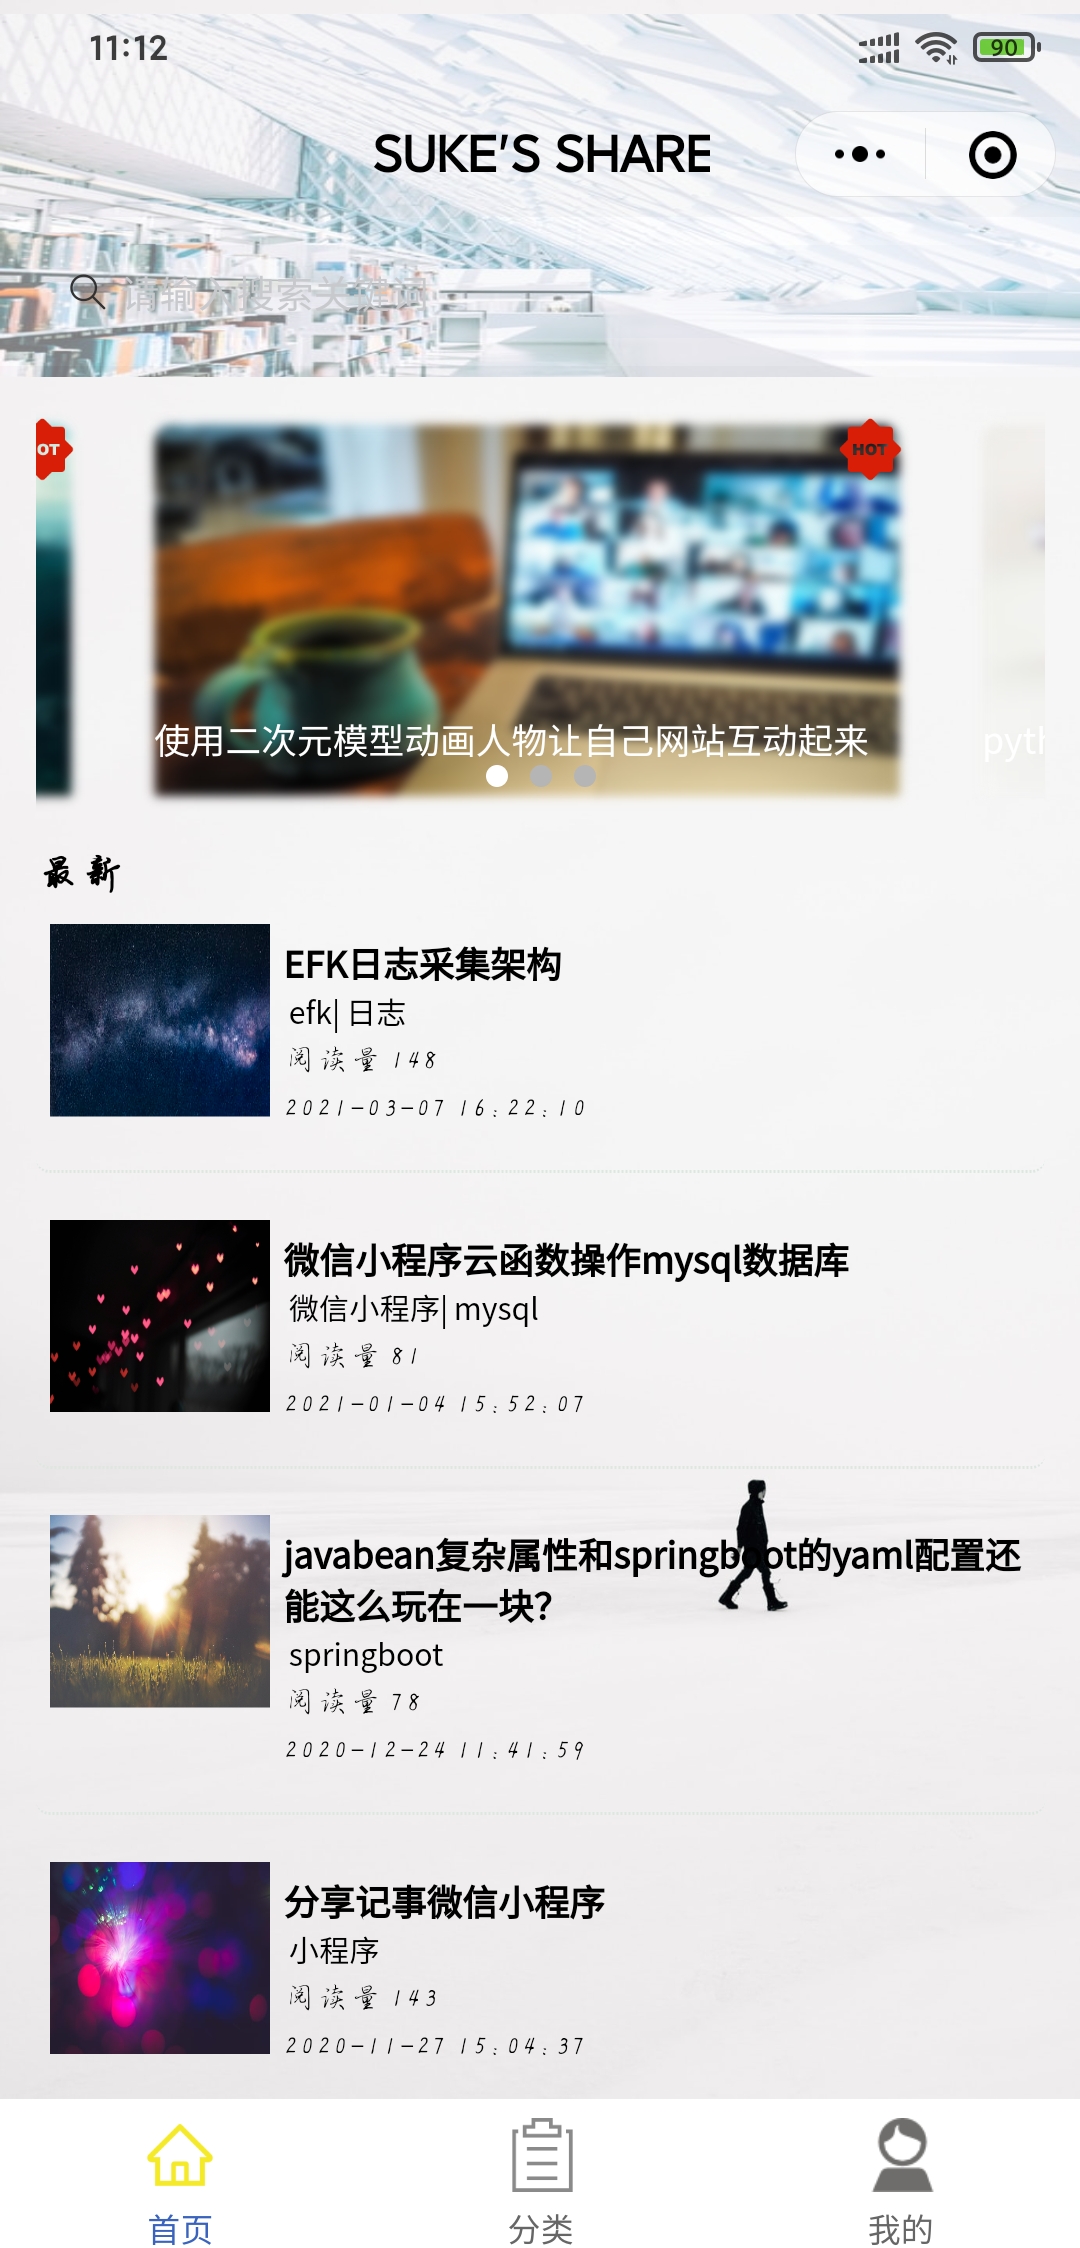 11:12
90
SUKE'S SHARE
请输入搜索关键词
OT
HOT
使用二次元模型动画人物让自己网站互动起来
pyth
最新
EFK日志采集架构
efk| 日志
阅读量 148
2021-03-07 16:22:10
微信小程序云函数操作mysql数据库
微信小程序| mysql
阅读量 81
2021-01-04 15:52:07
javabean复杂属性和springboot的yaml配置还
能这么玩在一块？
springboot
阅读量 78
2020-12-24 11:41:59
分享记事微信小程序
小程序
阅读量 143
2020-11-27 15:04:37
首页
分类
我的